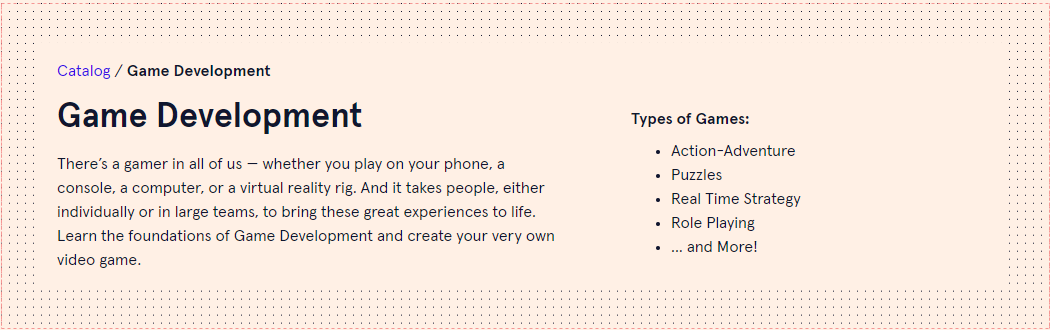 Catalog / Game Development
Game Development
There’s a gamer in all of us — whether you play on your phone, a
console, a computer, or a virtual reality rig. And it takes people, either
individually or in large teams, to bring these great experiences to life.
Learn the foundations of Game Development and create your very own
video game.
Types of Games:
• Action-Adventure
• Puzzles
• Real Time Strategy
• Role Playing
• ... and More!